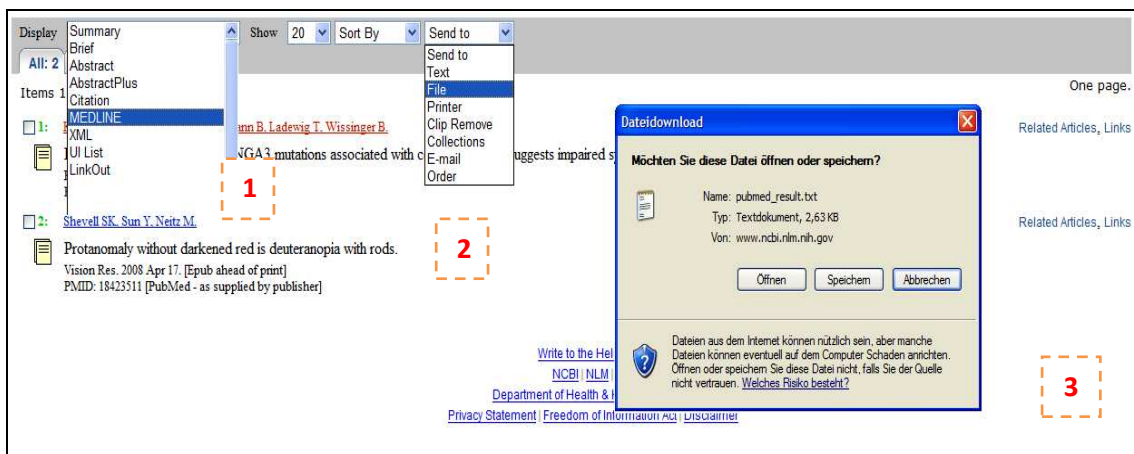 Display Summary Show 20 Sort By Send to
Brief
Abstract
AbstractPlus
Citation
MEDLINE
XML
UI List
LinkOut
Send to
Text
File
Printer
Clip Remove
Collections
E-mail
Order
All: 2
Items 1
One page.
1: ann B. Ladewig T. Wissinger B.
Related Articles, Links
NGA3 mutations associated with c uggests impaired s
1
2: Shevell SK. Sun Y. Neitz M.
Related Articles, Links
Protanomaly without darkened red is deuteranopia with rods.
Vision Res. 2008 Apr 17. [Epub ahead of print]
PMID: 18423511 [PubMed - as supplied by publisher]
2
Dateidownload
Möchten Sie diese Datei öffnen oder speichern?
Name: pubmed_result.txt
Typ: Textdokument, 2,63 KB
Von: www.ncbi.nlm.nih.gov
Öffnen Speichern Abbrechen
Dateien aus dem Internet können nützlich sein, aber manche
Dateien können eventuell auf dem Computer Schaden anrichten.
Öffnen oder speichern Sie diese Datei nicht, falls Sie der Quelle
nicht vertrauen. Welches Risiko besteht?
3
Write to the Hel
NCBI | NLM |
Department of Health &
Privacy Statement | Freedom of Information Act | Disclaimer